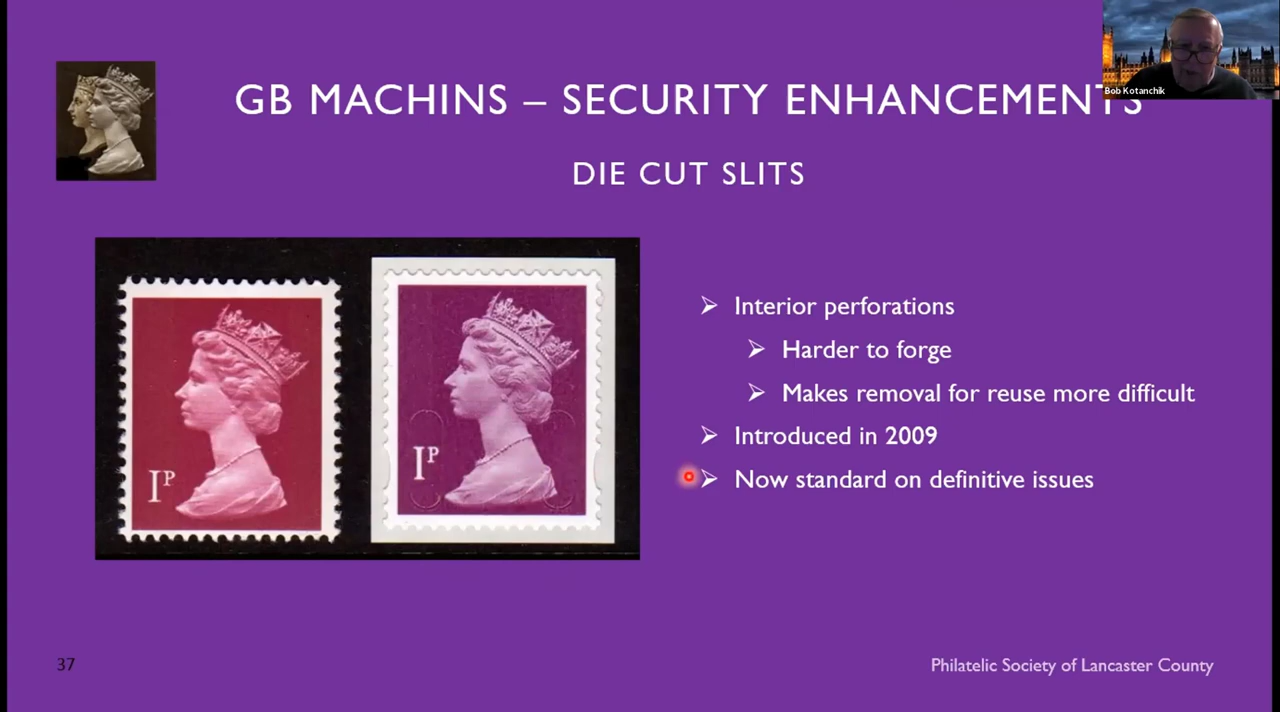 GB MACHINS – SECURITY ENHANCEMENTS
Bob Kotanchik
DIE CUT SLITS
1P
1P
➢ Interior perforations
➢ Harder to forge
➢ Makes removal for reuse more difficult
➢ Introduced in 2009
➢ Now standard on definitive issues
37
Philatelic Society of Lancaster County